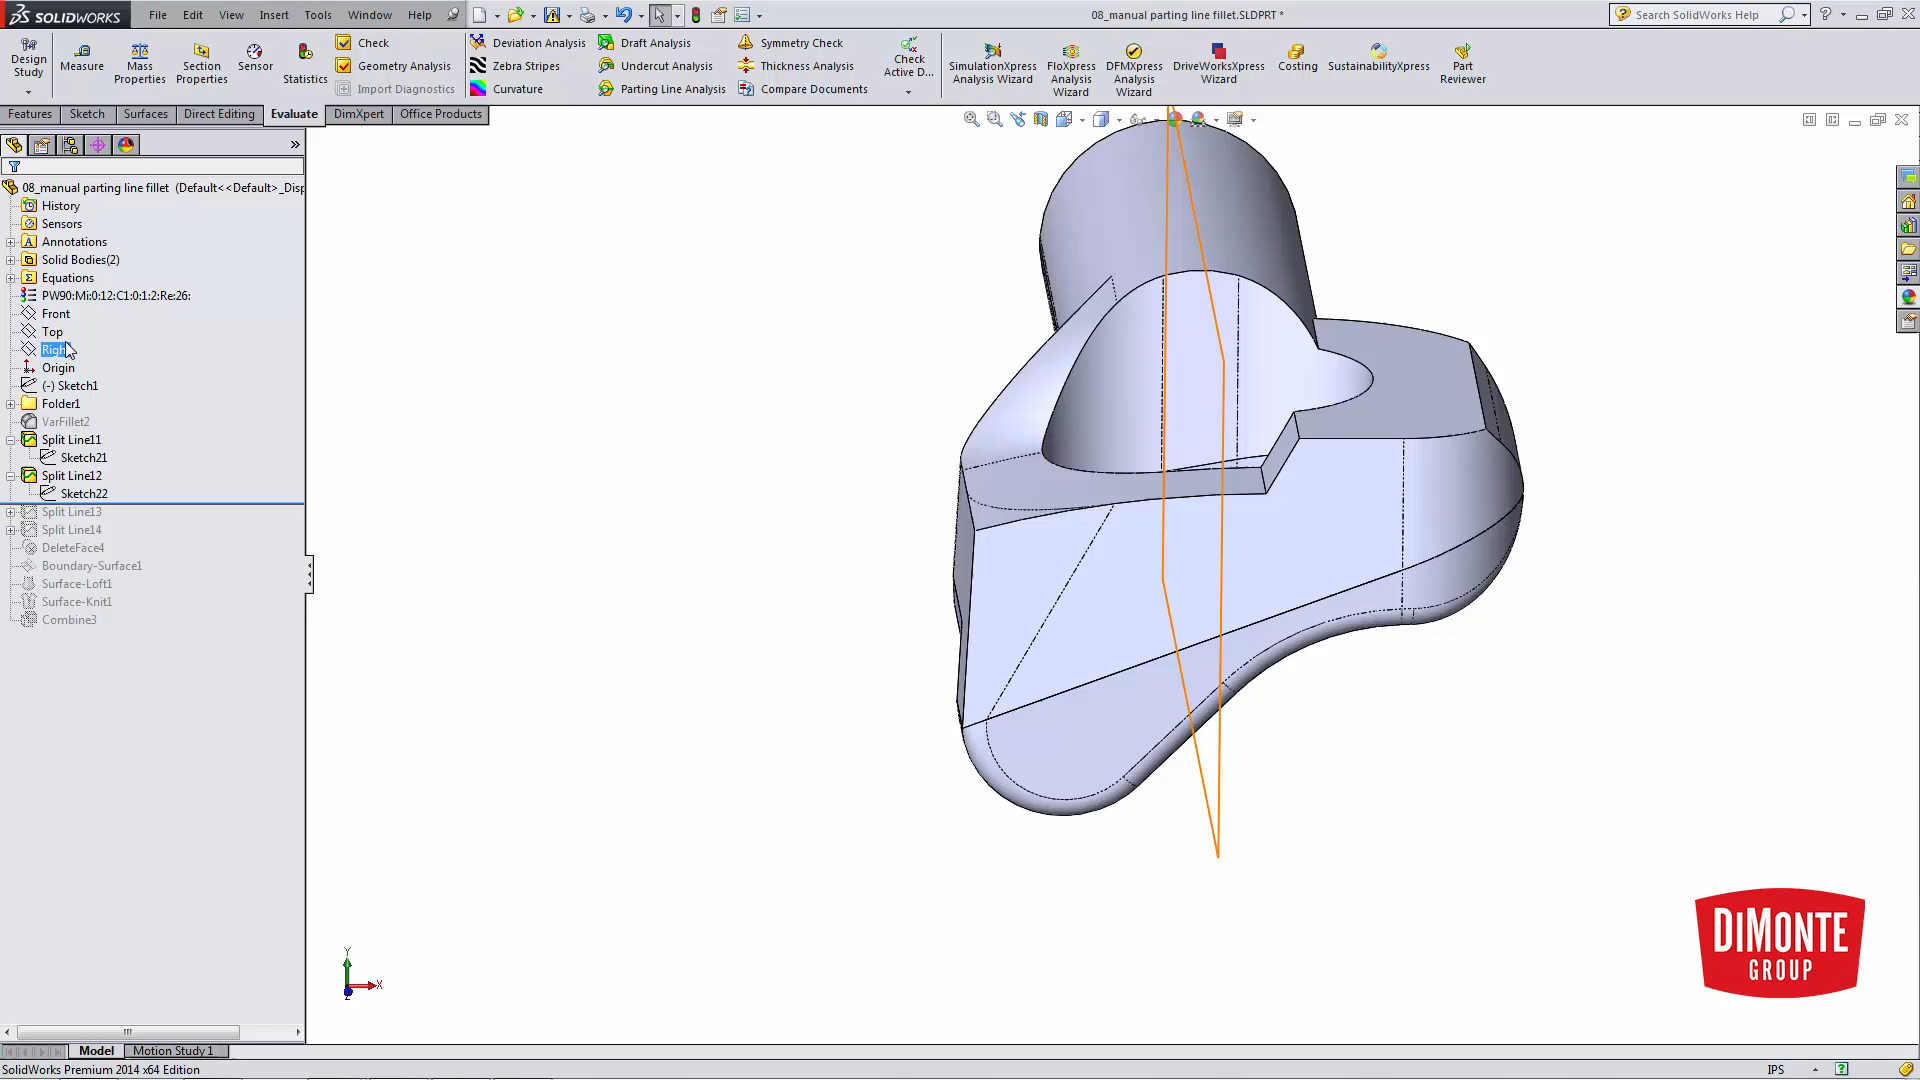 SOLIDWORKS File Edit View Insert Tools Window Help 08_manual parting line fillet.SLDPRT * Search SolidWorks Help
Design Study Measure Mass Properties Section Properties Sensor Statistics
Check
Geometry Analysis
Import Diagnostics
Deviation Analysis
Zebra Stripes
Curvature
Draft Analysis
Undercut Analysis
Parting Line Analysis
Symmetry Check
Thickness Analysis
Compare Documents
Check Active D...
SimulationXpress Analysis Wizard
FloXpress Analysis Wizard
DFMXpress Analysis Wizard
DriveWorksXpress Wizard
Costing
SustainabilityXpress
Part Reviewer
Features Sketch Surfaces Direct Editing Evaluate DimXpert Office Products
08_manual parting line fillet (Default<<Default>_Disp
History
Sensors
Annotations
Solid Bodies(2)
Equations
PW90:Mi:0:12:C1:0:1:2:Re:26:
Front
Top
Origin
(-) Sketch1
Folder1
VarFillet2
Split Line11
Sketch21
Split Line12
Sketch22
Split Line13
Split Line14
DeleteFace4
Boundary-Surface1
Surface-Loft1
Surface-Knit1
Combine3
Y
X
Z
DIMONTE
GROUP
Model Motion Study 1
SolidWorks Premium 2014 x64 Edition IPS